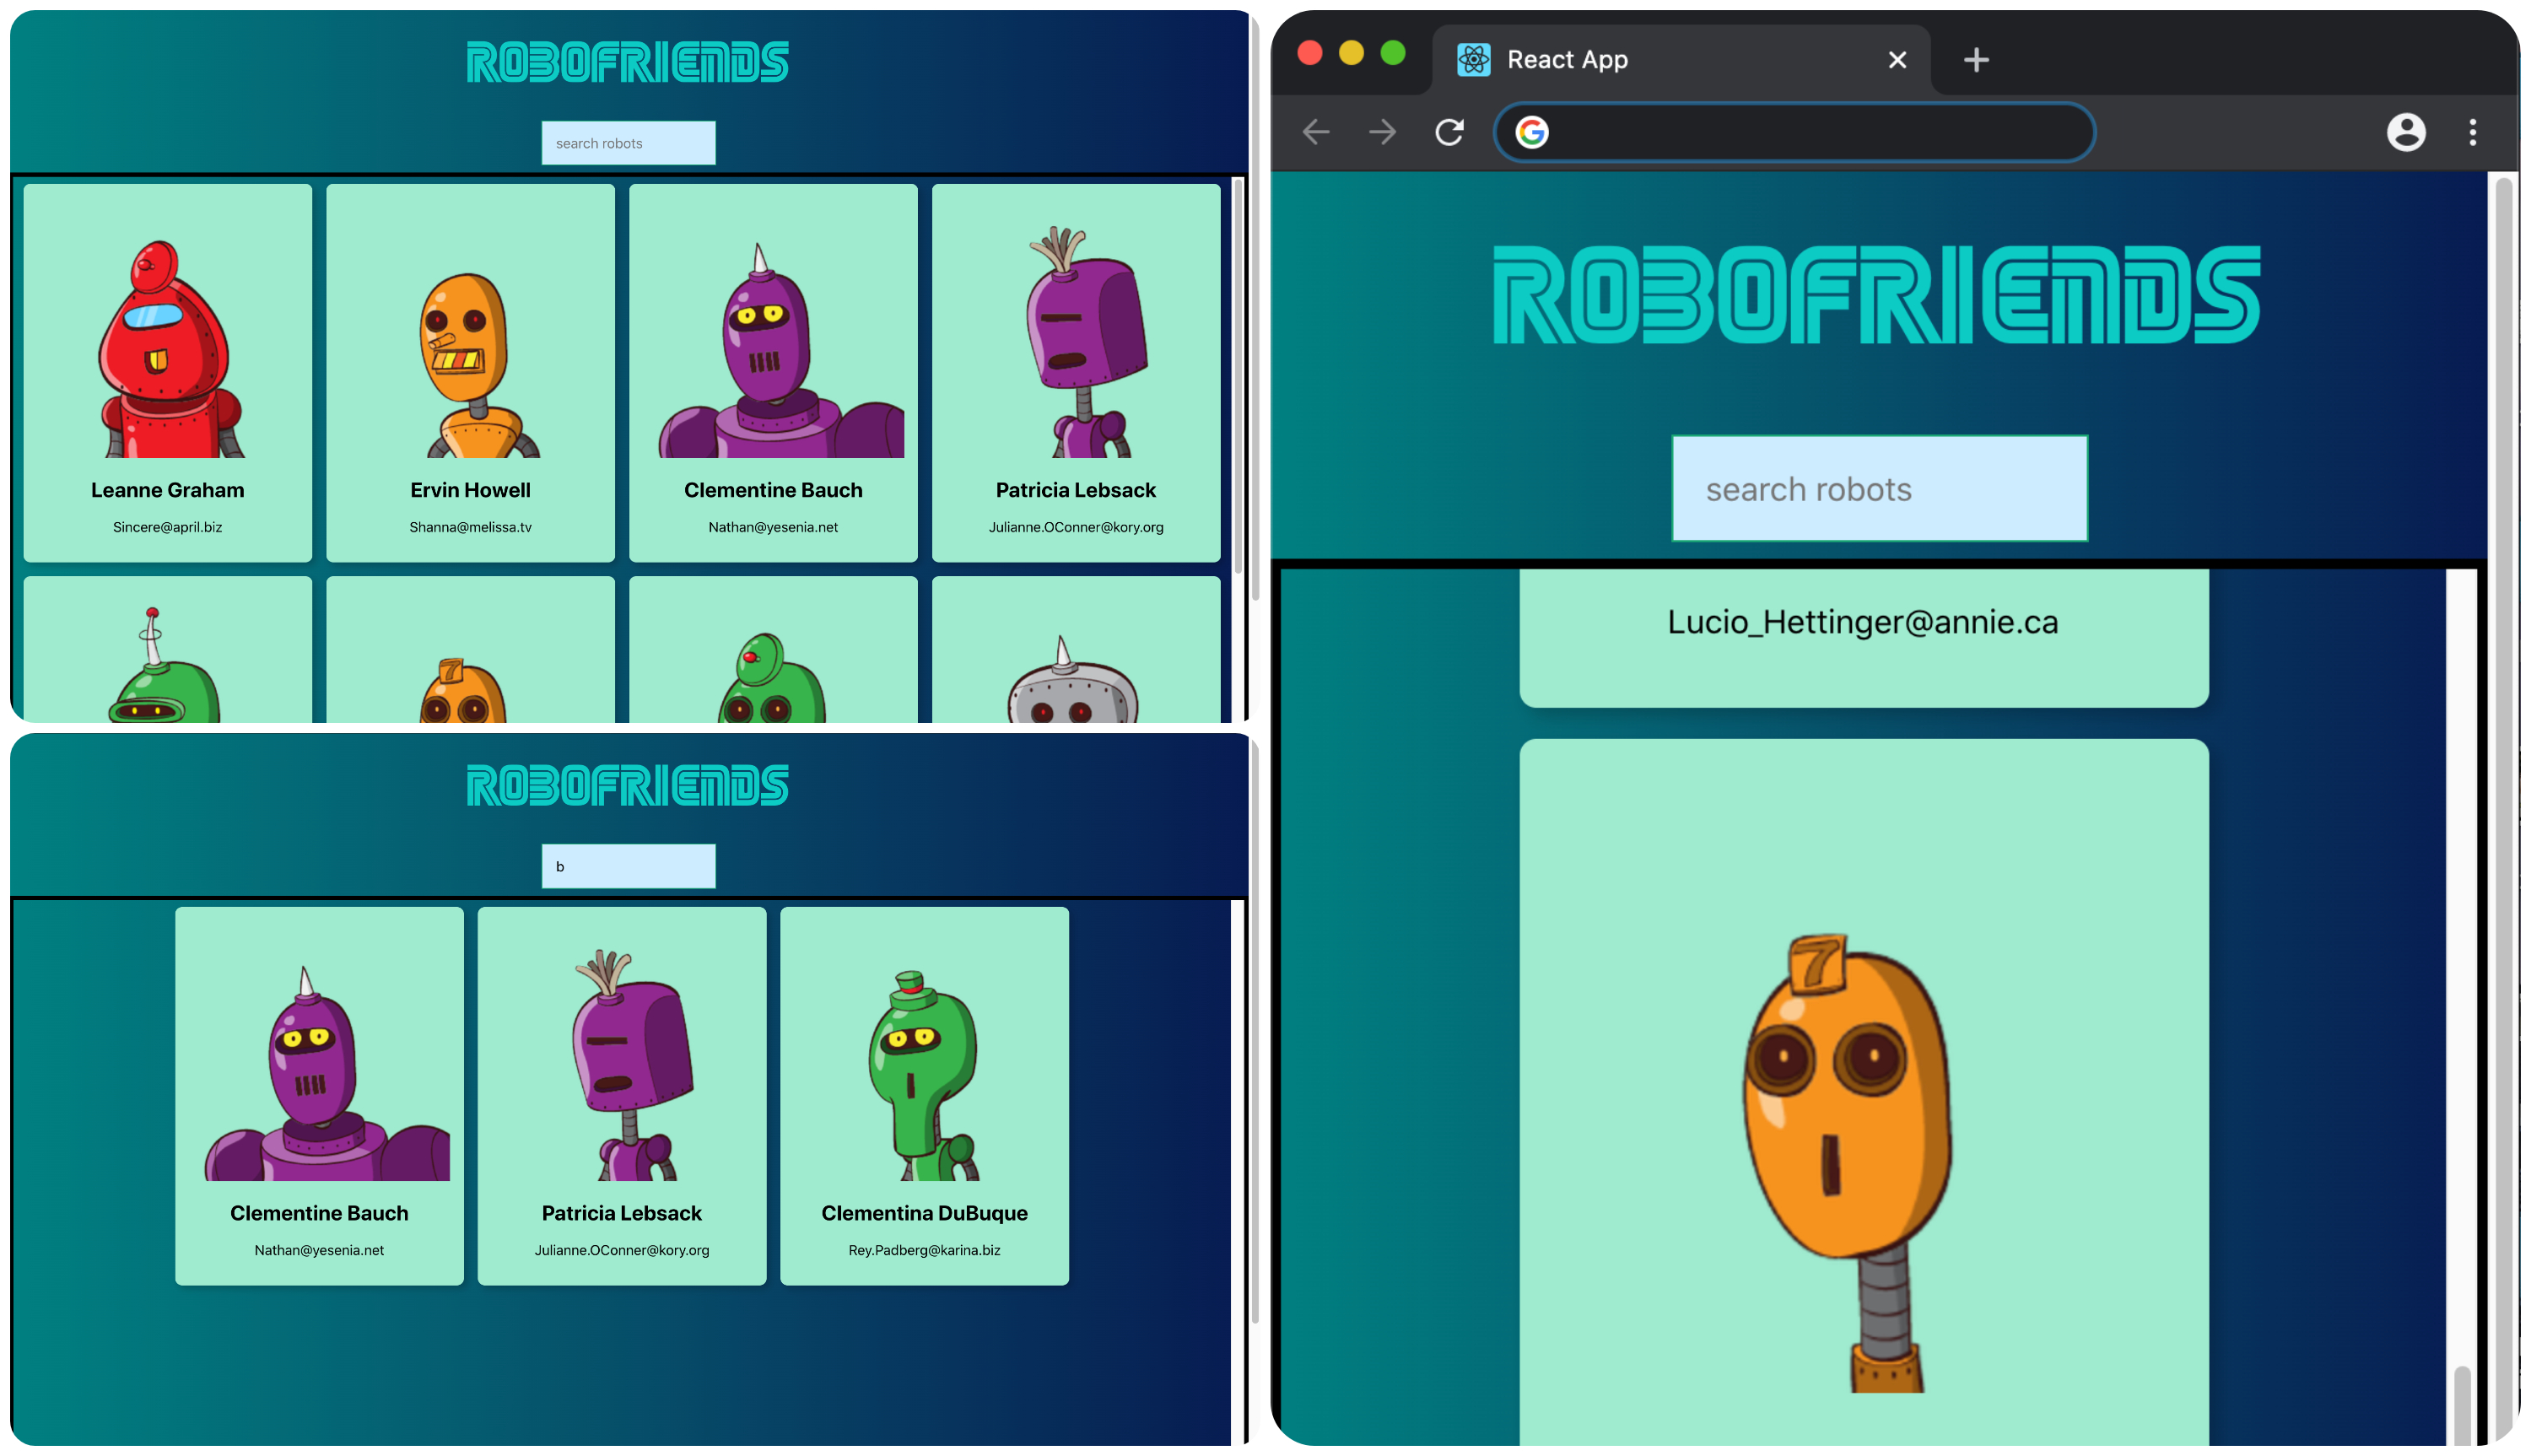 ROBOFRIENDS
search robots
Leanne Graham
Sincere@april.biz
Ervin Howell
Shanna@melissa.tv
Clementine Bauch
Nathan@yesenia.net
Patricia Lebsack
Julianne.OConner@kory.org
7
ROBOFRIENDS
b
Clementine Bauch
Nathan@yesenia.net
Patricia Lebsack
Julianne.OConner@kory.org
Clementina DuBuque
Rey.Padberg@karina.biz
React App
G
ROBOFRIENDS
search robots
Lucio_Hettinger@annie.ca
7